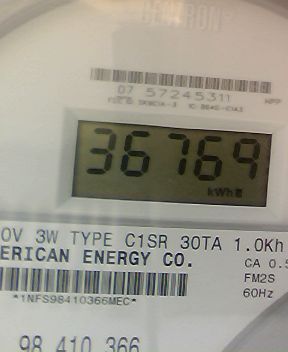 CENTRON
07 57245311
36769
kWh
0V 3W TYPE C1SR 30TA 1.0Kh
ERICAN ENERGY CO.
CA 0.5
FM2S
*1NFS98410366MEC*
60Hz
98 410 366